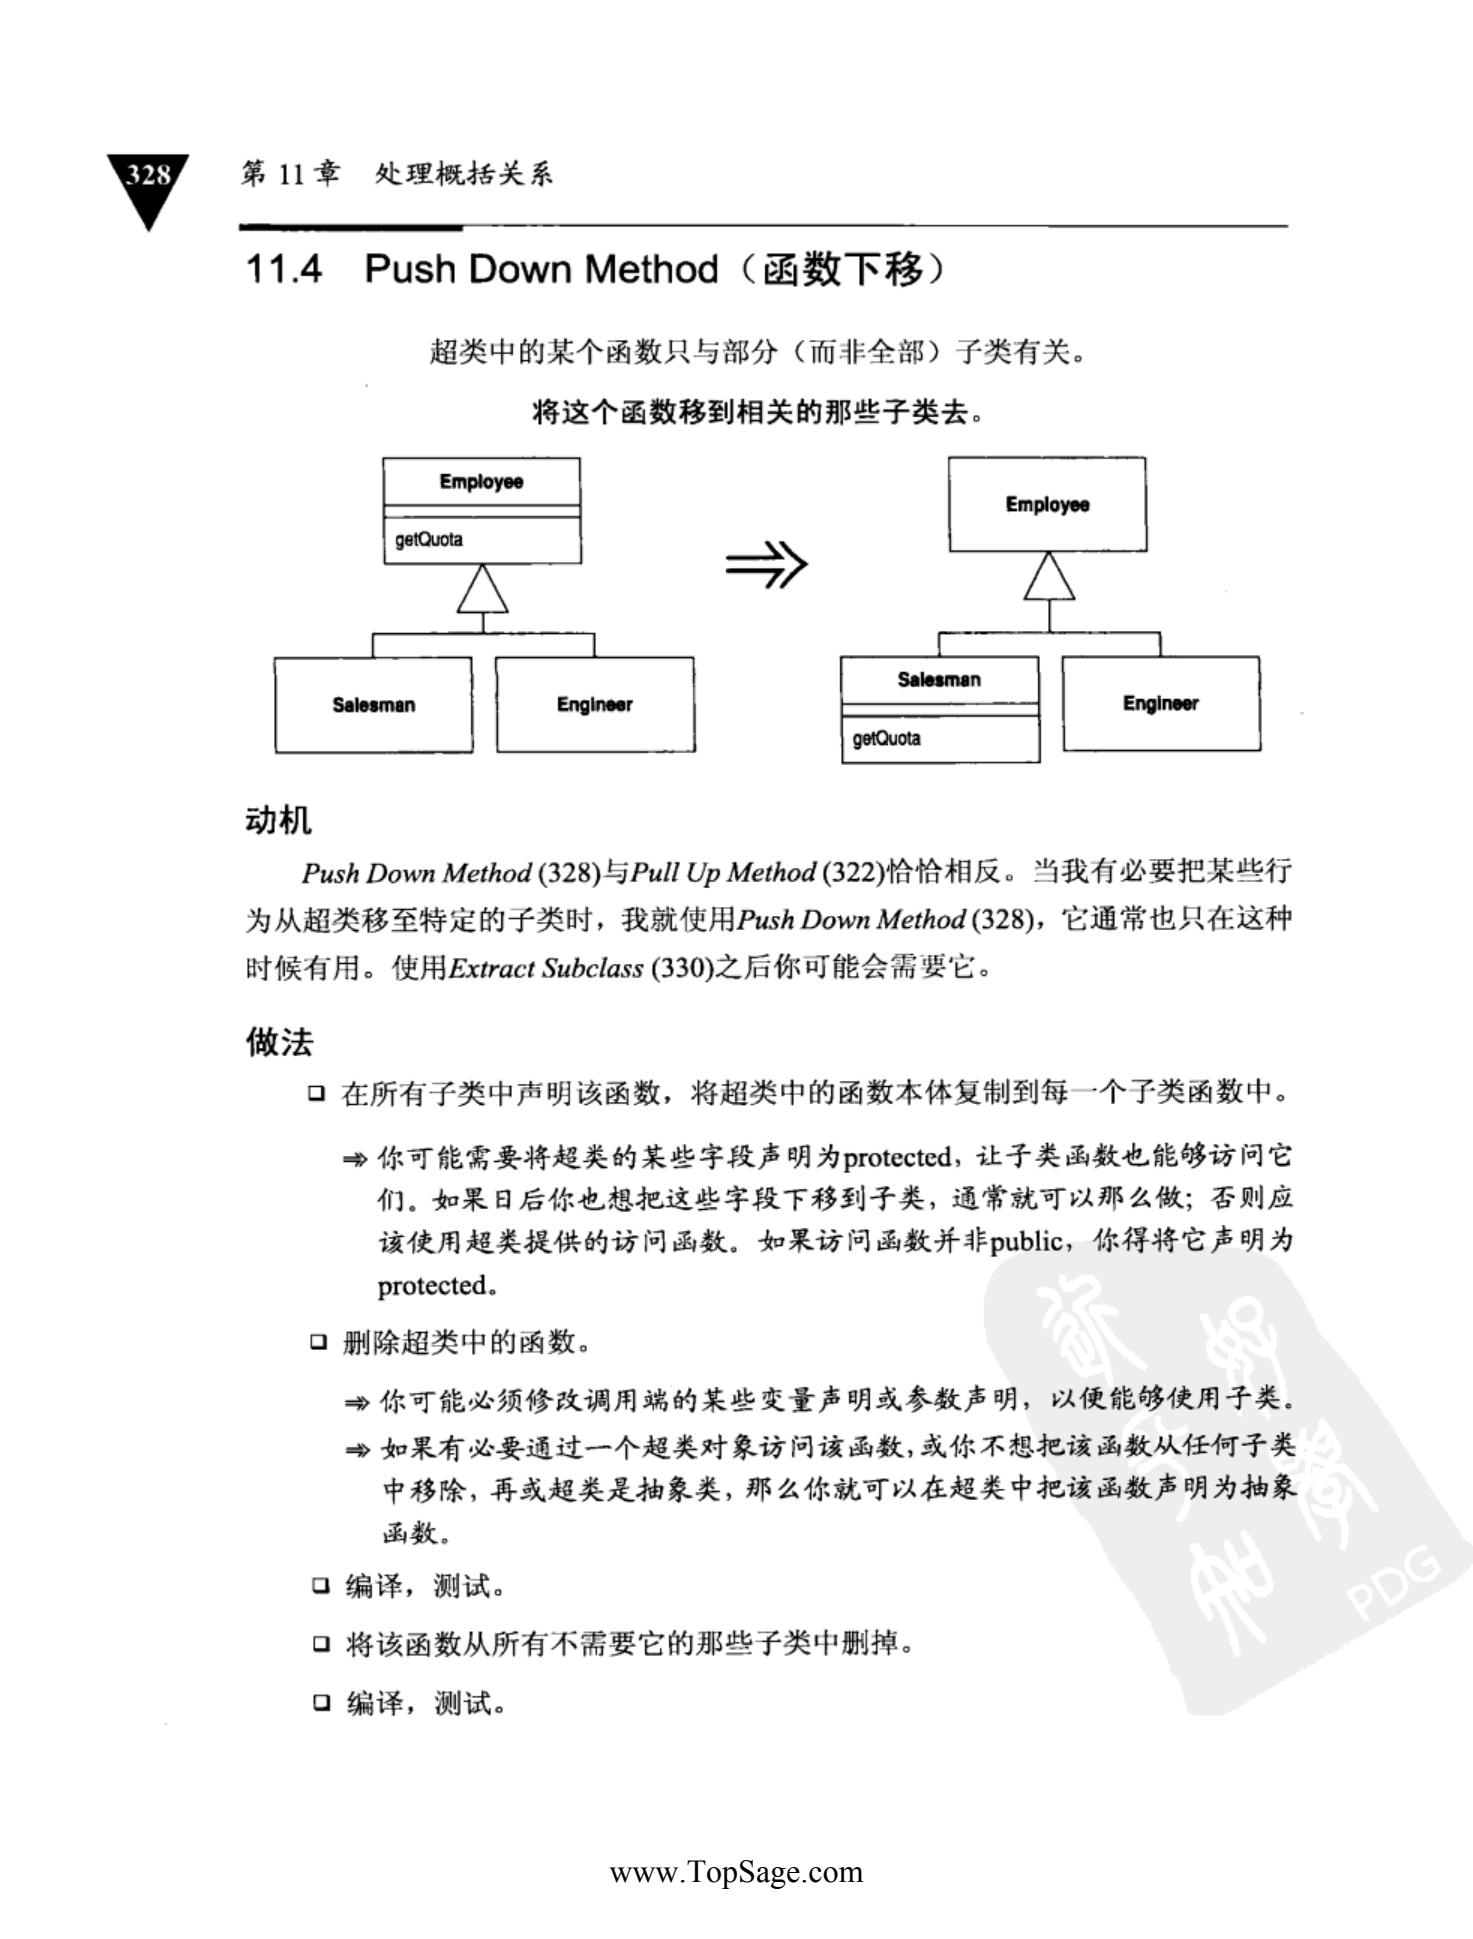 328
第 11 章 处理概括关系
11.4 Push Down Method（函数下移）
超类中的某个函数只与部分（而非全部）子类有关。
将这个函数移到相关的那些子类去。
Employee
getQuota
Salesman
Engineer
Employee
Salesman
getQuota
Engineer
动机
Push Down Method (328)与Pull Up Method (322)恰恰相反。当我有必要把某些行
为从超类移至特定的子类时，我就使用Push Down Method (328)，它通常也只在这种
时候有用。使用Extract Subclass (330)之后你可能会需要它。
做法
❑ 在所有子类中声明该函数，将超类中的函数本体复制到每一个子类函数中。
⇒ 你可能需要将超类的某些字段声明为protected，让子类函数也能够访问它
们。如果日后你也想把这些字段下移到子类，通常就可以那么做；否则应
该使用超类提供的访问函数。如果访问函数并非public，你得将它声明为
protected。
❑ 删除超类中的函数。
⇒ 你可能必须修改调用端的某些变量声明或参数声明，以便能够使用子类。
⇒ 如果有必要通过一个超类对象访问该函数，或你不想把该函数从任何子类
中移除，再或超类是抽象类，那么你就可以在超类中把该函数声明为抽象
函数。
❑ 编译，测试。
❑ 将该函数从所有不需要它的那些子类中删掉。
❑ 编译，测试。
PDG
www.TopSage.com